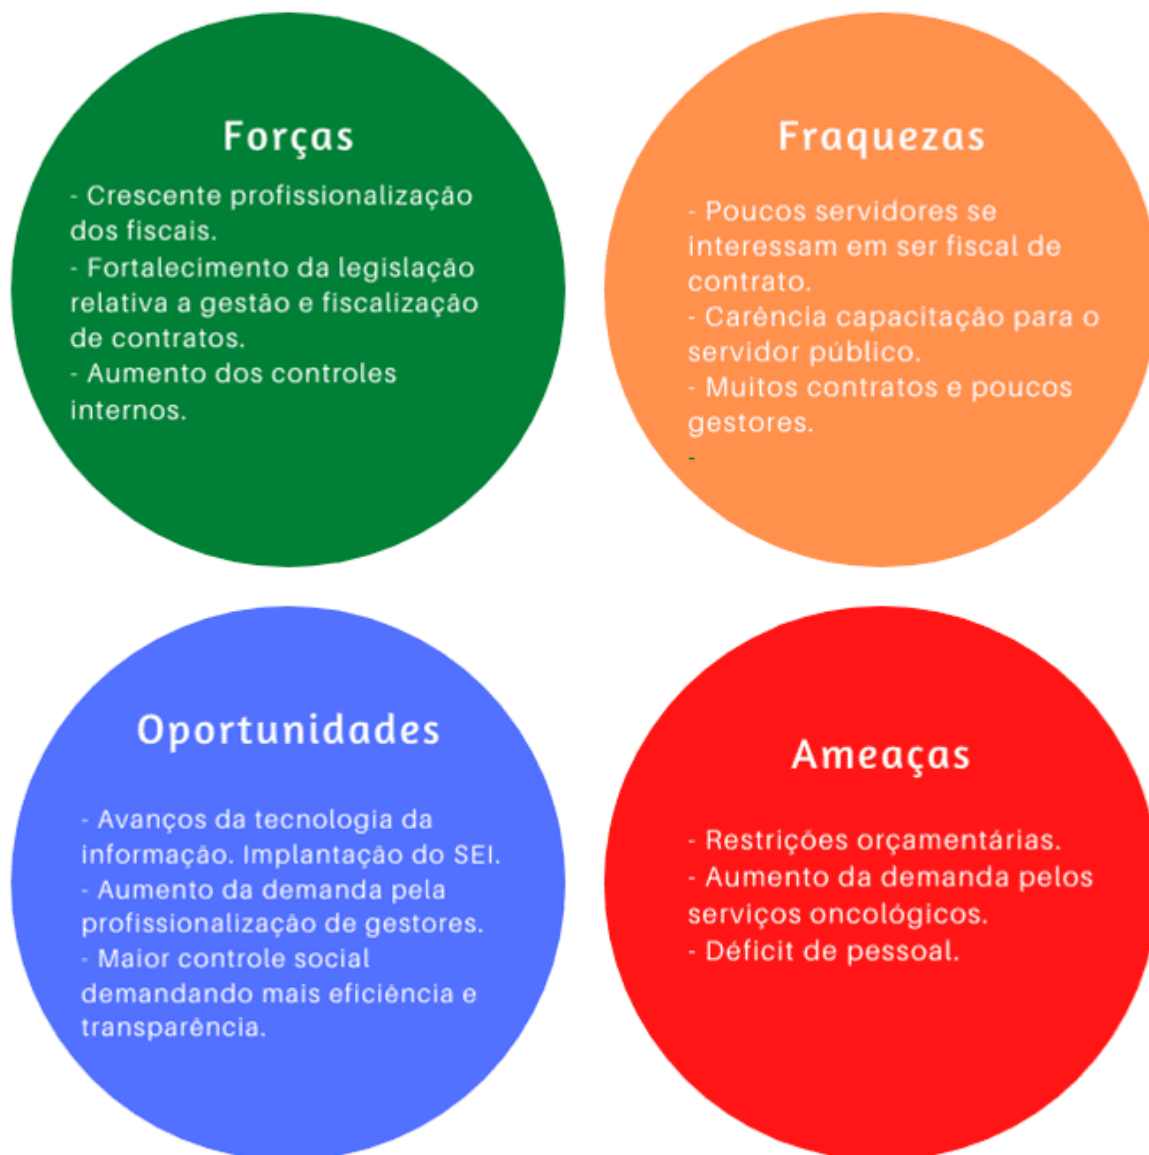 Forças
- Crescente profissionalização
dos fiscais.
- Fortalecimento da legislação
relativa a gestão e fiscalização
de contratos.
- Aumento dos controles
internos.
Fraquezas
- Poucos servidores se
interessam em ser fiscal de
contrato.
- Carência capacitação para o
servidor público.
- Muitos contratos e poucos
gestores.
-
Oportunidades
- Avanços da tecnologia da
informação. Implantação do SEI.
- Aumento da demanda pela
profissionalização de gestores.
- Maior controle social
demandando mais eficiência e
transparência.
Ameaças
- Restrições orçamentárias.
- Aumento da demanda pelos
serviços oncológicos.
- Déficit de pessoal.